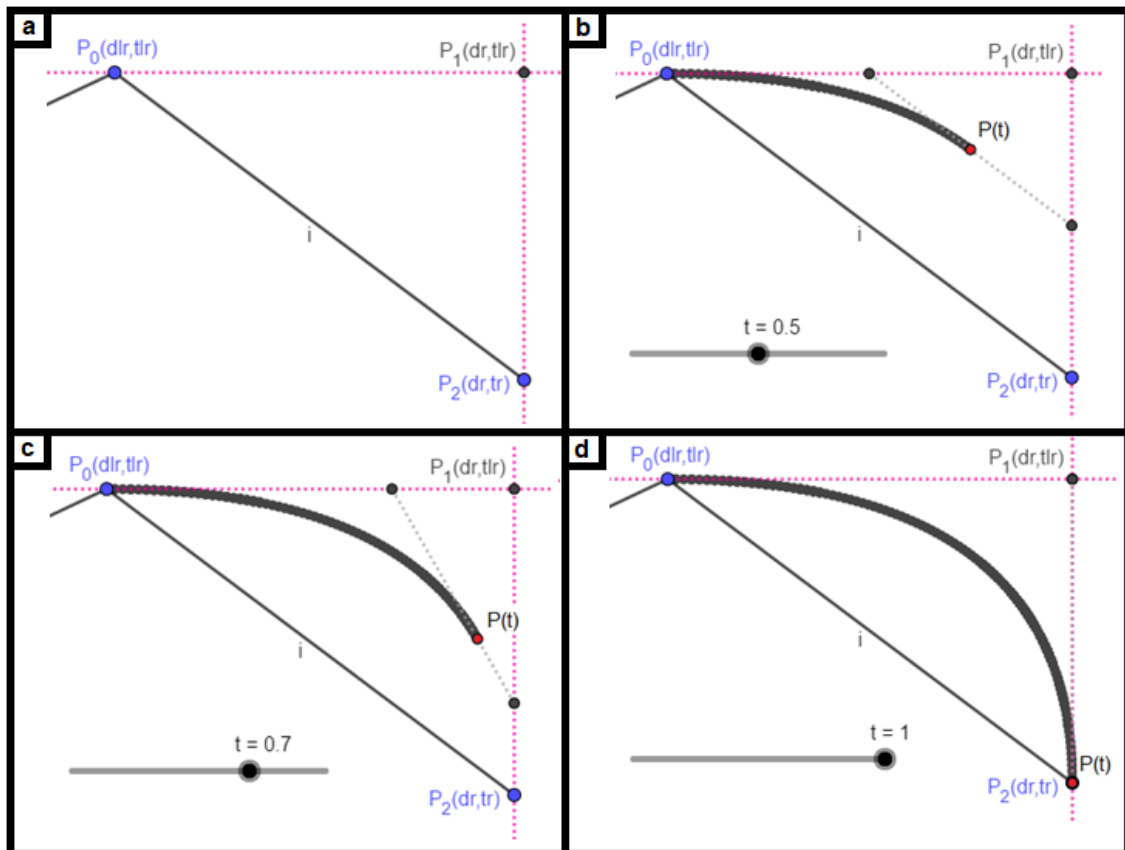 a
P0(dlr,tlr)
P1(dr,tlr)
i
P2(dr,tr)
b
P0(dlr,tlr)
P1(dr,tlr)
P(t)
i
t = 0.5
P2(dr,tr)
c
P0(dlr,tlr)
P1(dr,tlr)
P(t)
i
t = 0.7
P2(dr,tr)
d
P0(dlr,tlr)
P1(dr,tlr)
i
t = 1
P(t)
P2(dr,tr)